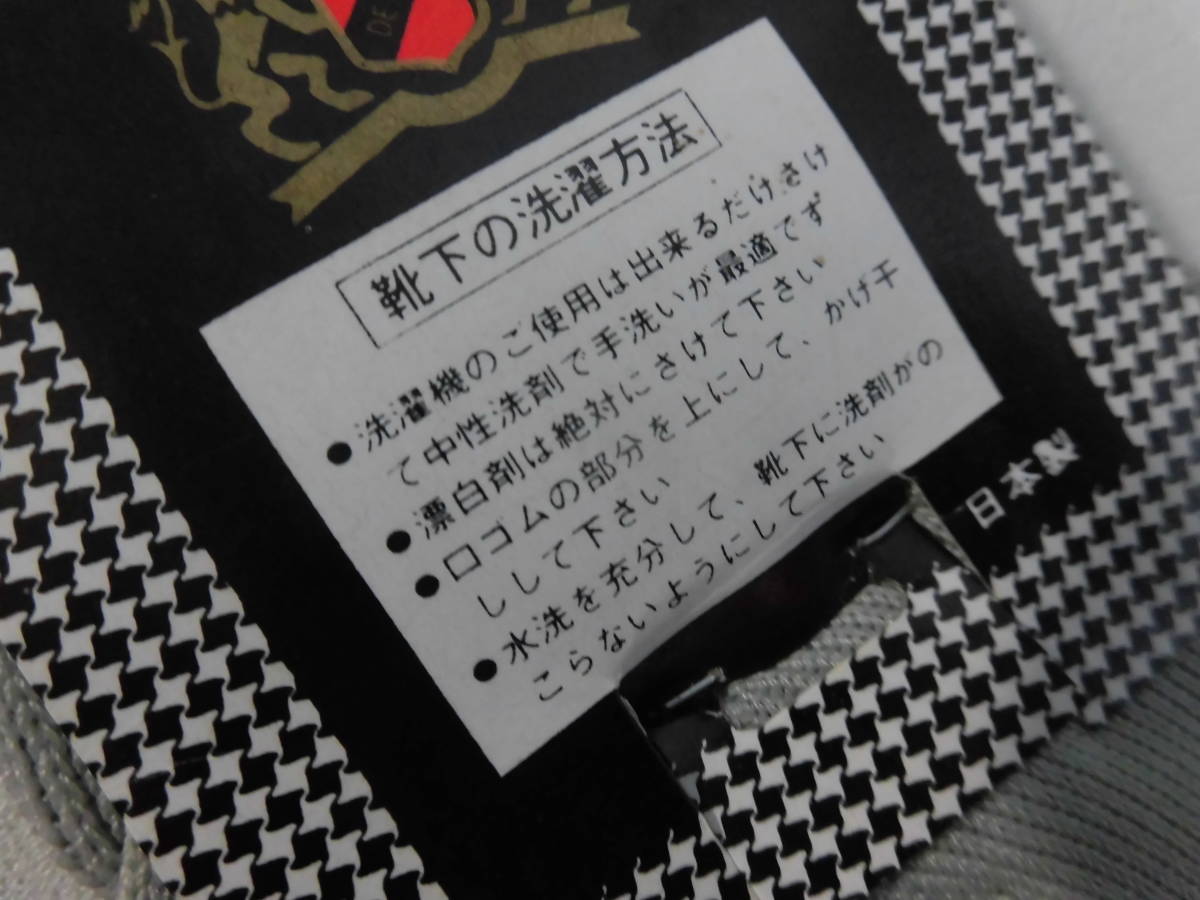 DE
靴下の洗濯方法
●洗濯機のご使用は出来るだけさけ
て中性洗剤で手洗いが最適です
●漂白剤は絶対にさけて下さい
●口ゴムの部分を上にして、かげ干
しして下さい
●水洗を充分して、靴下に洗剤がの
こらないようにして下さい
日本製